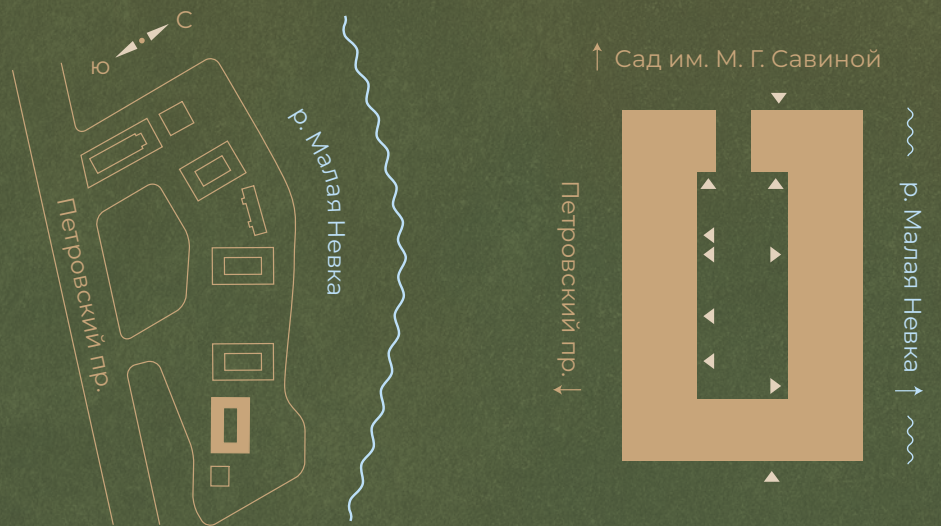 С
ю
р. Малая Невка
Петровский пр.
Сад им. М. Г. Савиной
Петровский пр.
р. Малая Невка